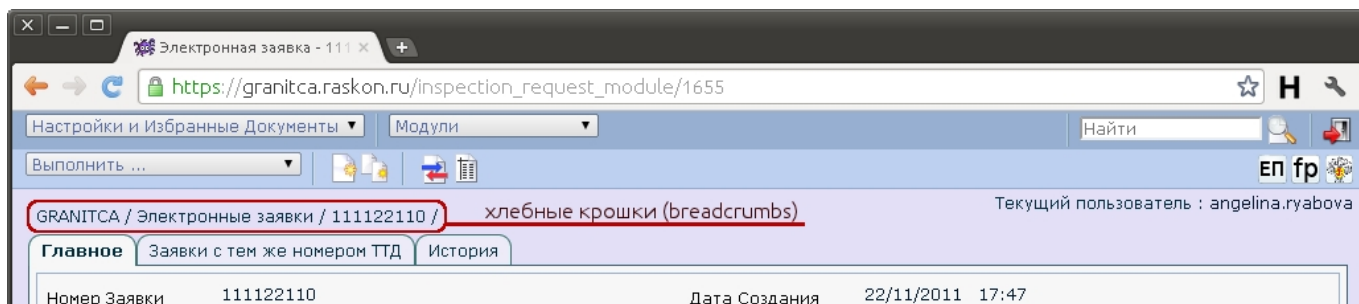 Электронная заявка - 111
https://granitca.raskon.ru/inspection_request_module/1655
H
Настройки и Избранные Документы
Модули
Найти
Выполнить ...
ЕП fp
GRANITCA / Электронные заявки / 111122110 /
хлебные крошки (breadcrumbs)
Текущий пользователь : angelina.ryabova
Главное
Заявки с тем же номером ТТД
История
Номер Заявки
111122110
Дата Создания
22/11/2011 17:47